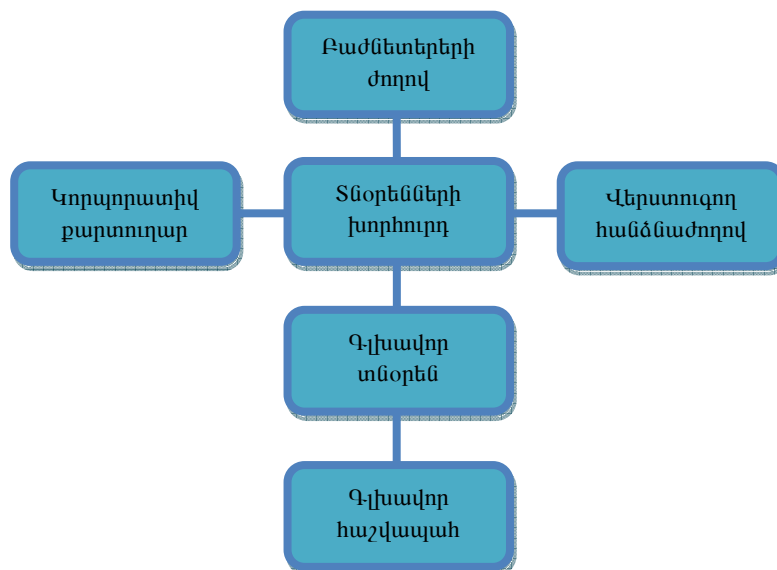 Բաժնետերերի
ժողով
Կորպորատիվ
քարտուղար
Տնօրենների
խորհուրդ
Վերստուգող
հանձնաժողով
Գլխավոր
տնօրեն
Գլխավոր
հաշվապահ